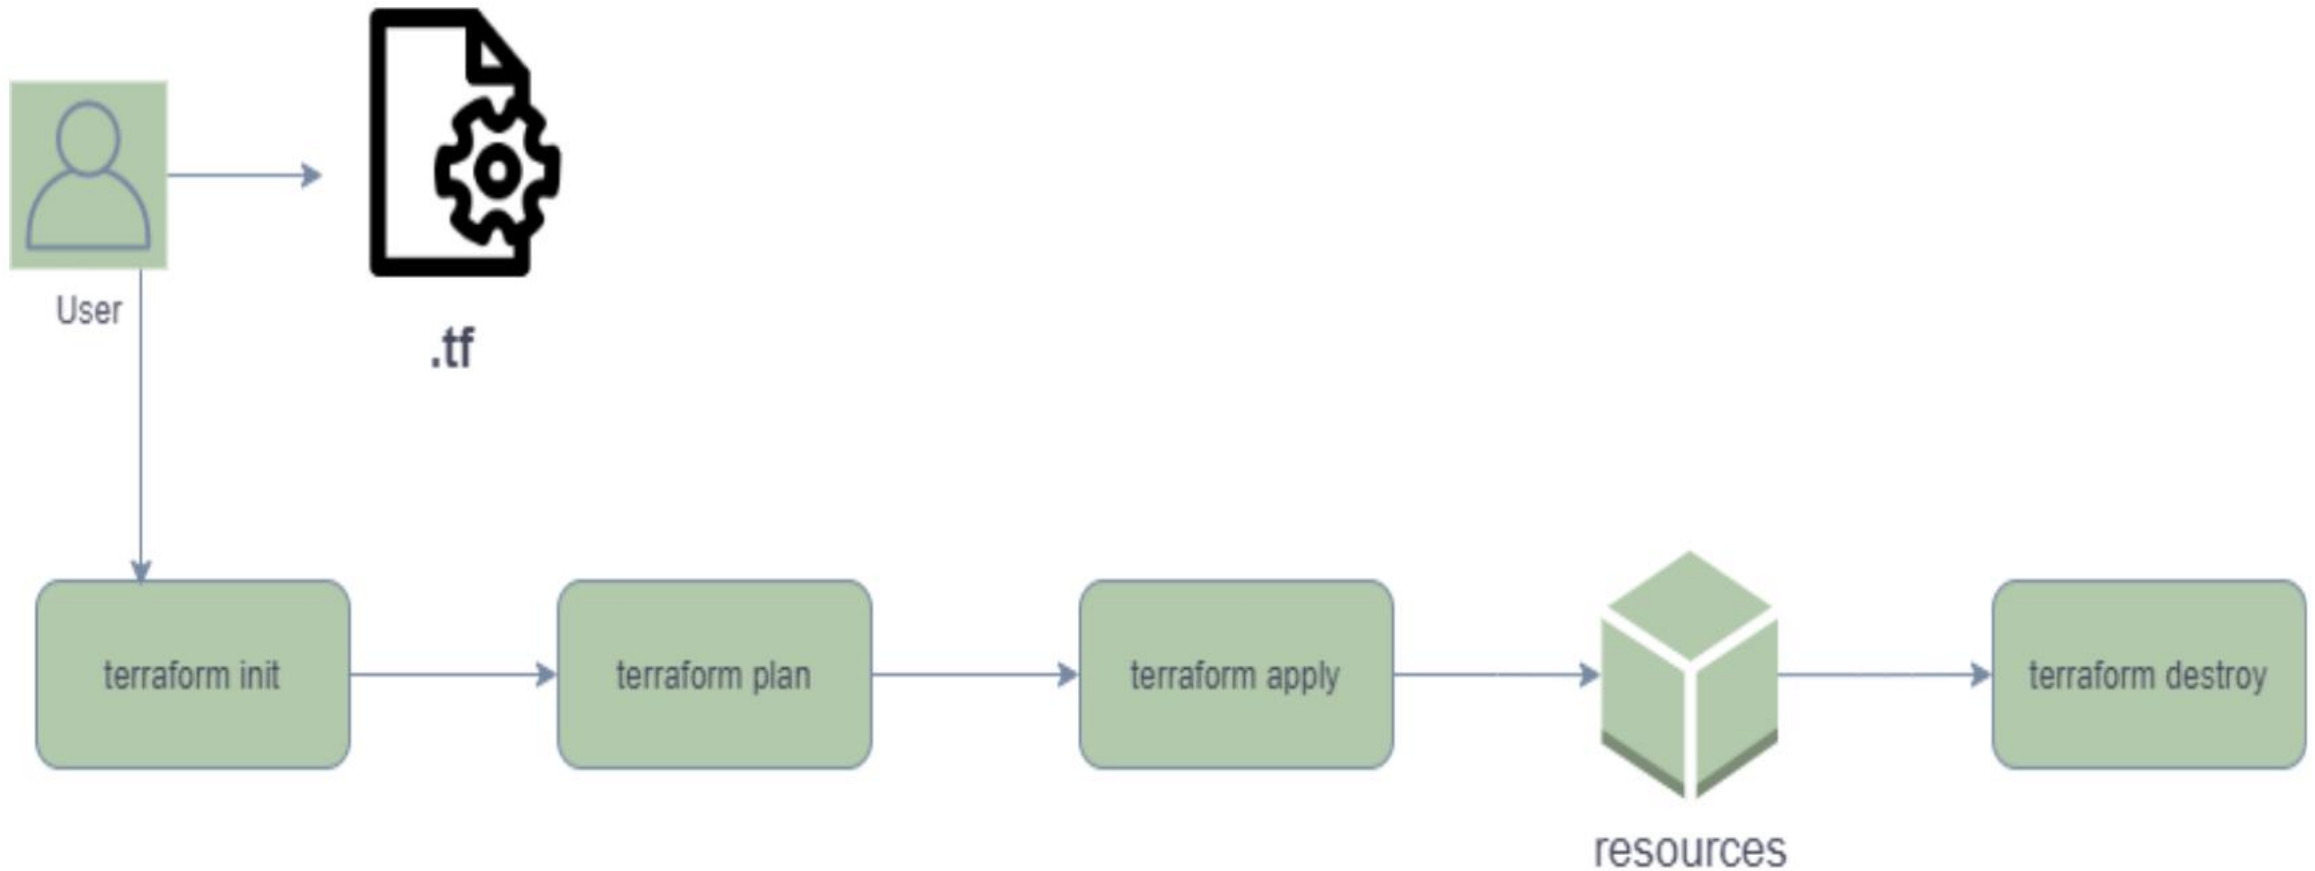 User
.tf
terraform init
terraform plan
terraform apply
terraform destroy
resources